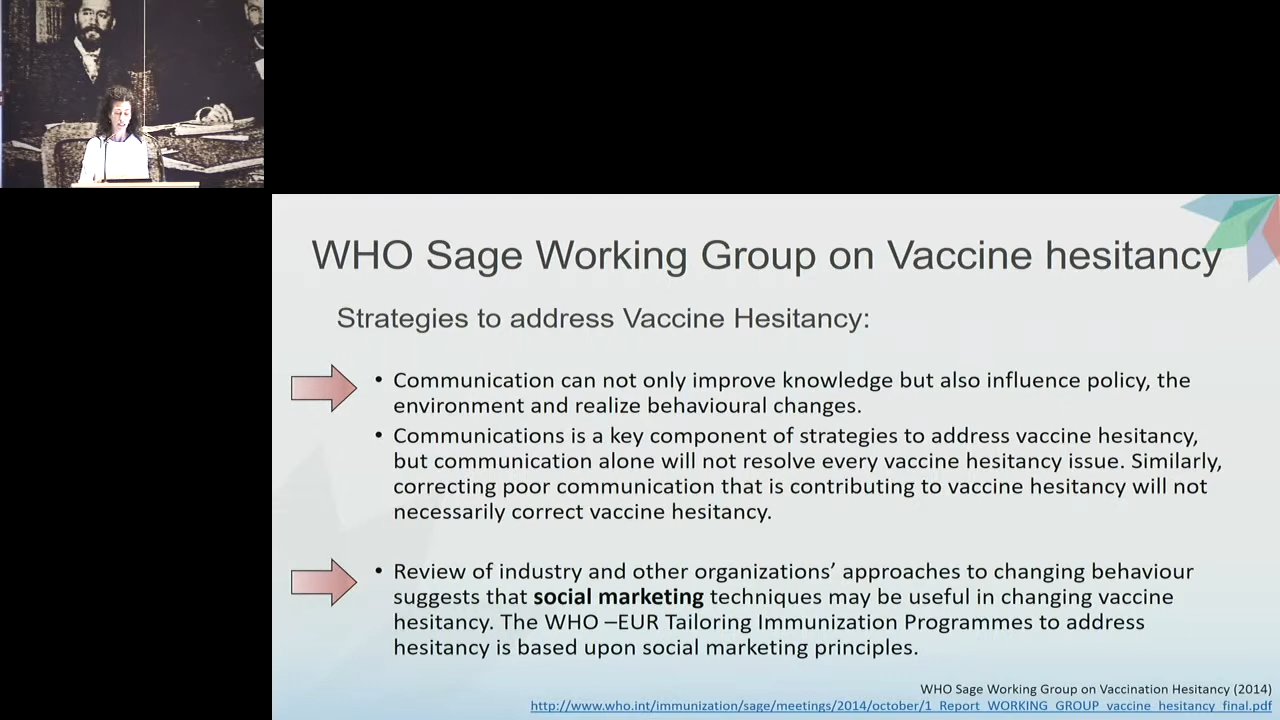 WHO Sage Working Group on Vaccine hesitancy
Strategies to address Vaccine Hesitancy:
• Communication can not only improve knowledge but also influence policy, the
environment and realize behavioural changes.
• Communications is a key component of strategies to address vaccine hesitancy,
but communication alone will not resolve every vaccine hesitancy issue. Similarly,
correcting poor communication that is contributing to vaccine hesitancy will not
necessarily correct vaccine hesitancy.
• Review of industry and other organizations’ approaches to changing behaviour
suggests that social marketing techniques may be useful in changing vaccine
hesitancy. The WHO –EUR Tailoring Immunization Programmes to address
hesitancy is based upon social marketing principles.
WHO Sage Working Group on Vaccination Hesitancy (2014)
http://www.who.int/immunization/sage/meetings/2014/october/1_Report_WORKING_GROUP_vaccine_hesitancy_final.pdf